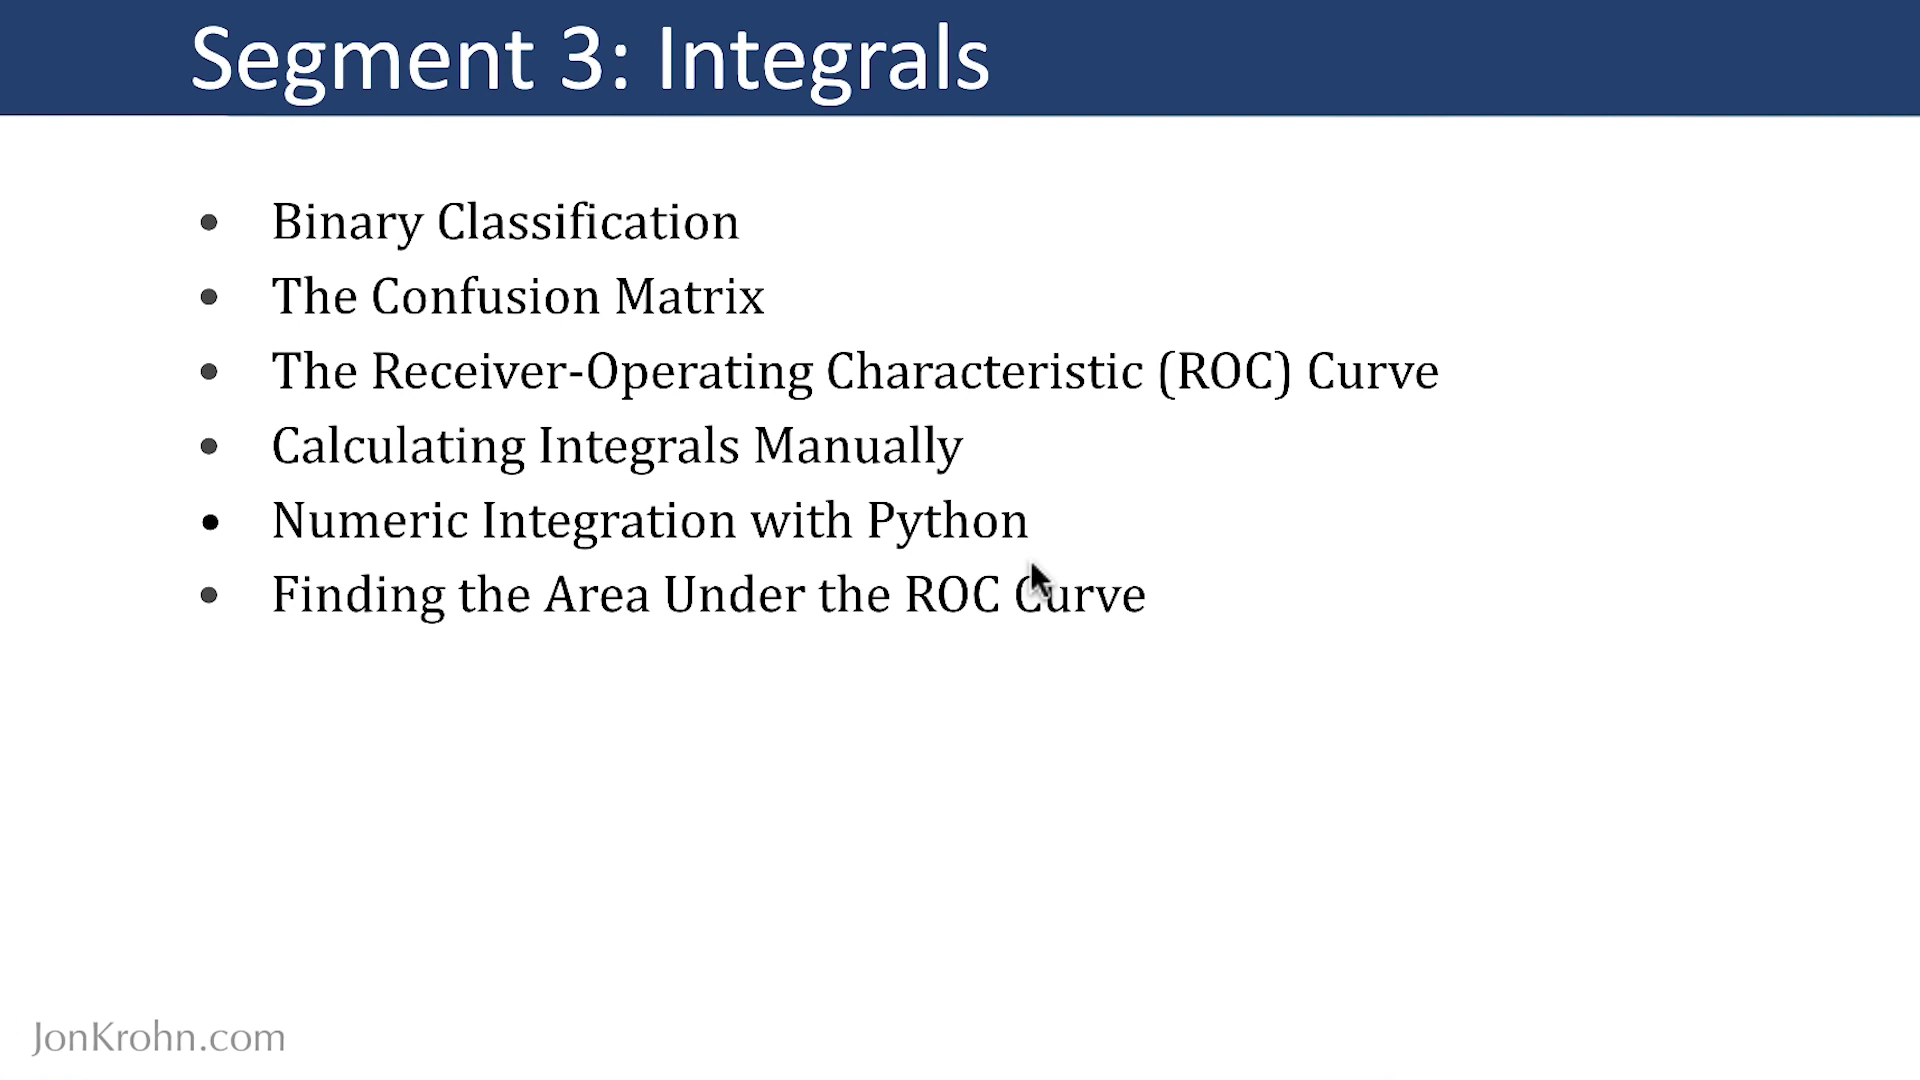 Segment 3: Integrals
• Binary Classification
• The Confusion Matrix
• The Receiver-Operating Characteristic (ROC) Curve
• Calculating Integrals Manually
• Numeric Integration with Python
• Finding the Area Under the ROC Curve
JonKrohn.com